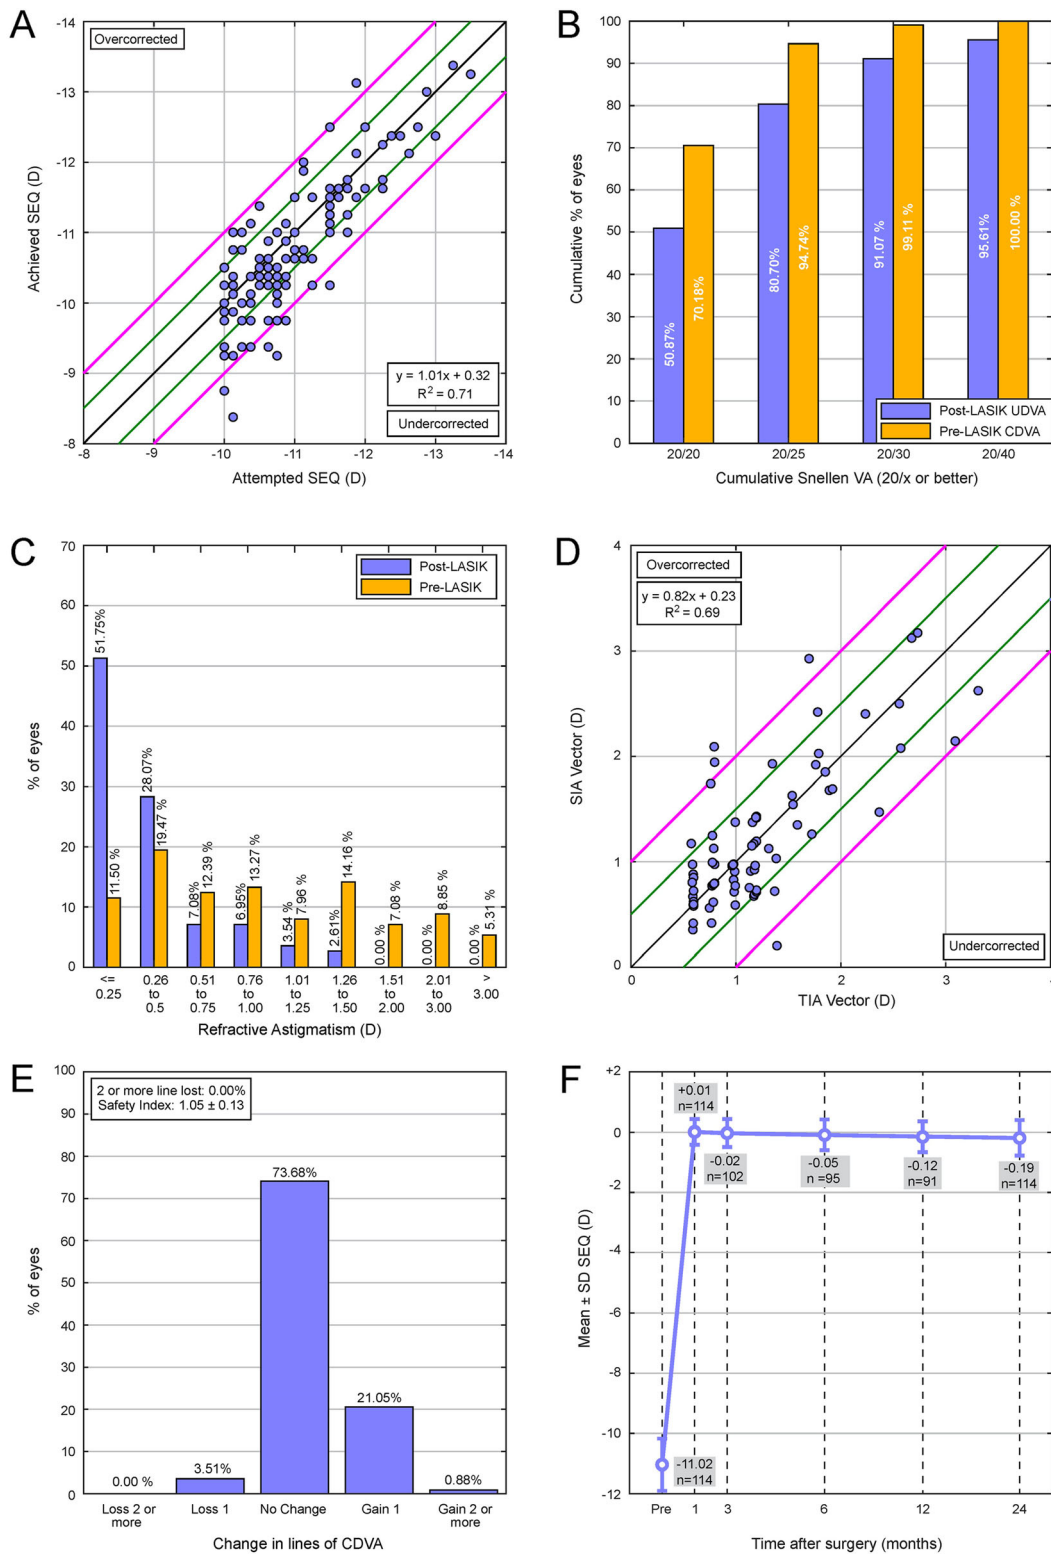 A
-14
-13
-12
-11
-10
-9
-8
Achieved SEQ (D)
Overcorrected
y = 1.01x + 0.32
R² = 0.71
Undercorrected
-8 -9 -10 -11 -12 -13 -14
Attempted SEQ (D)
B
100
90
80
70
60
50
40
30
20
10
0
Cumulative % of eyes
50.87%
70.18%
80.70%
94.74%
91.07 %
99.11 %
95.61%
100.00 %
Post-LASIK UDVA
Pre-LASIK CDVA
20/20 20/25 20/30 20/40
Cumulative Snellen VA (20/x or better)
C
70
60
50
40
30
20
10
0
% of eyes
Post-LASIK
Pre-LASIK
51.75%
11.50 %
28.07%
19.47 %
7.08%
12.39 %
6.95%
13.27 %
3.54%
7.96 %
2.61%
14.16 %
0.00 %
7.08 %
0.00 %
8.85 %
0.00 %
5.31 %
<= 0.26 0.51 0.76 1.01 1.26 1.51 2.01 >
0.25 to to to to to to to 3.00
0.5 0.75 1.00 1.25 1.50 2.00 3.00
Refractive Astigmatism (D)
D
4
3
2
1
0
SIA Vector (D)
Overcorrected
y = 0.82x + 0.23
R² = 0.69
Undercorrected
0 1 2 3 4
TIA Vector (D)
E
100
90
80
70
60
50
40
30
20
10
0
% of eyes
2 or more line lost: 0.00%
Safety Index: 1.05 ± 0.13
0.00 %
3.51%
73.68%
21.05%
0.88%
Loss 2 or Loss 1 No Change Gain 1 Gain 2 or
more more
Change in lines of CDVA
F
+2
0
-2
-4
-6
-8
-10
-12
Mean ± SD SEQ (D)
+0.01
n=114
-0.02
n=102
-0.05
n =95
-0.12
n=91
-0.19
n=114
-11.02
n=114
Pre 1 3 6 12 24
Time after surgery (months)